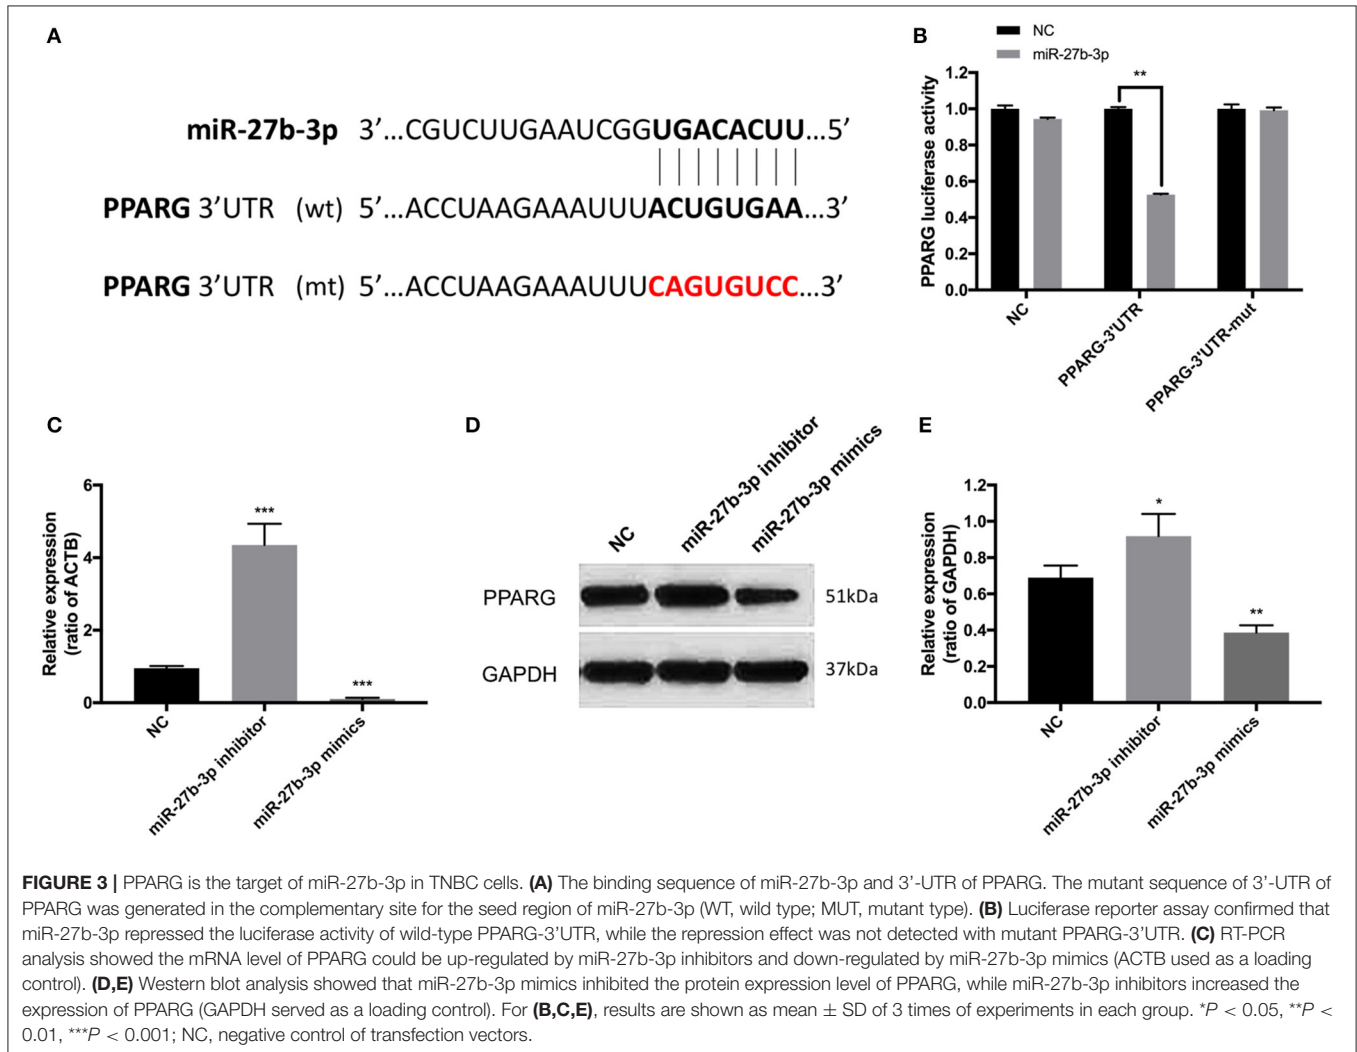 A
miR-27b-3p 3’...CGUCUUGAAUCGGUGACACUU...5’
PPARG 3’UTR (wt) 5’...ACCUAAGAAAUUUACUGUGAA...3’
PPARG 3’UTR (mt) 5’...ACCUAAGAAAUUUCAGUGUCC...3’
B
NC
miR-27b-3p
PPARG luciferase activity
1.2
1.0
0.8
0.6
0.4
0.2
0.0
**
NC
PPARG-3'UTR
PPARG-3'UTR-mut
C
Relative expression
(ratio of ACTB)
6
4
2
0
***
***
NC
miR-27b-3p inhibitor
miR-27b-3p mimics
D
NC
miR-27b-3p inhibitor
miR-27b-3p mimics
PPARG
51kDa
GAPDH
37kDa
E
Relative expression
(ratio of GAPDH)
1.2
1.0
0.8
0.6
0.4
0.2
0.0
*
**
NC
miR-27b-3p inhibitor
miR-27b-3p mimics
FIGURE 3 | PPARG is the target of miR-27b-3p in TNBC cells. (A) The binding sequence of miR-27b-3p and 3’-UTR of PPARG. The mutant sequence of 3’-UTR of
PPARG was generated in the complementary site for the seed region of miR-27b-3p (WT, wild type; MUT, mutant type). (B) Luciferase reporter assay confirmed that
miR-27b-3p repressed the luciferase activity of wild-type PPARG-3’UTR, while the repression effect was not detected with mutant PPARG-3’UTR. (C) RT-PCR
analysis showed the mRNA level of PPARG could be up-regulated by miR-27b-3p inhibitors and down-regulated by miR-27b-3p mimics (ACTB used as a loading
control). (D,E) Western blot analysis showed that miR-27b-3p mimics inhibited the protein expression level of PPARG, while miR-27b-3p inhibitors increased the
expression of PPARG (GAPDH served as a loading control). For (B,C,E), results are shown as mean ± SD of 3 times of experiments in each group. *P < 0.05, **P <
0.01, ***P < 0.001; NC, negative control of transfection vectors.